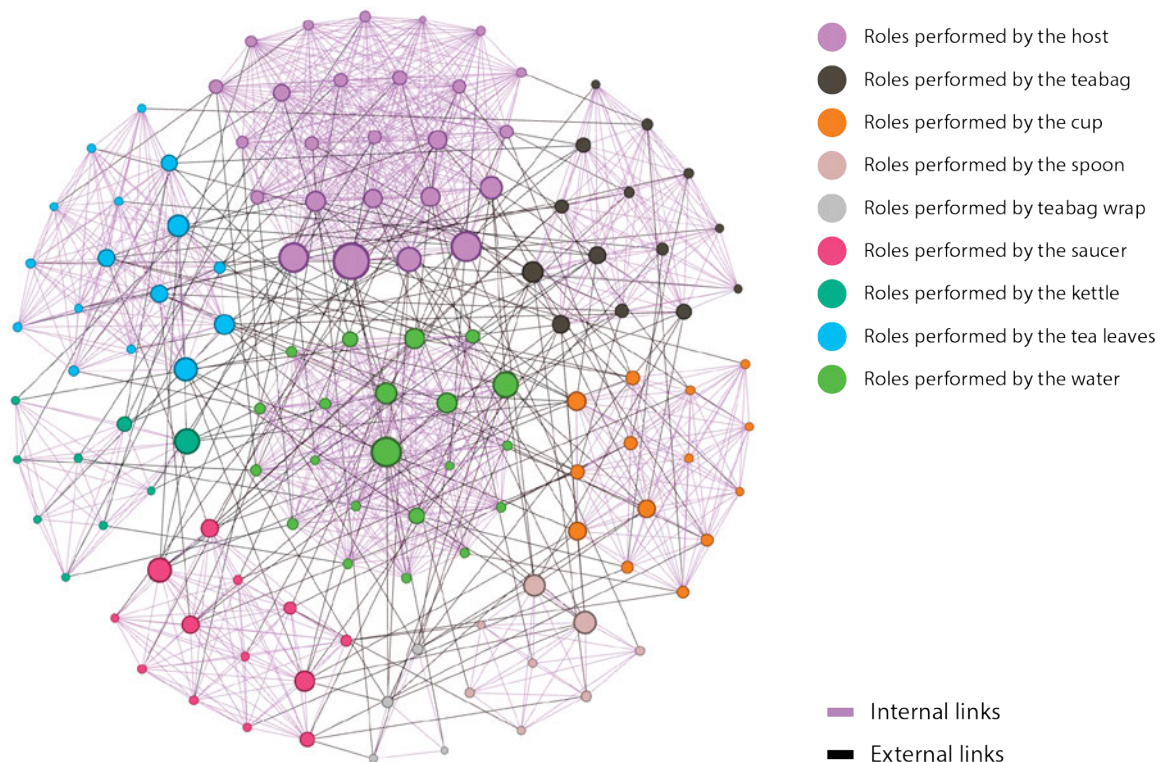 Roles performed by the host
Roles performed by the teabag
Roles performed by the cup
Roles performed by the spoon
Roles performed by teabag wrap
Roles performed by the saucer
Roles performed by the kettle
Roles performed by the tea leaves
Roles performed by the water
Internal links
External links